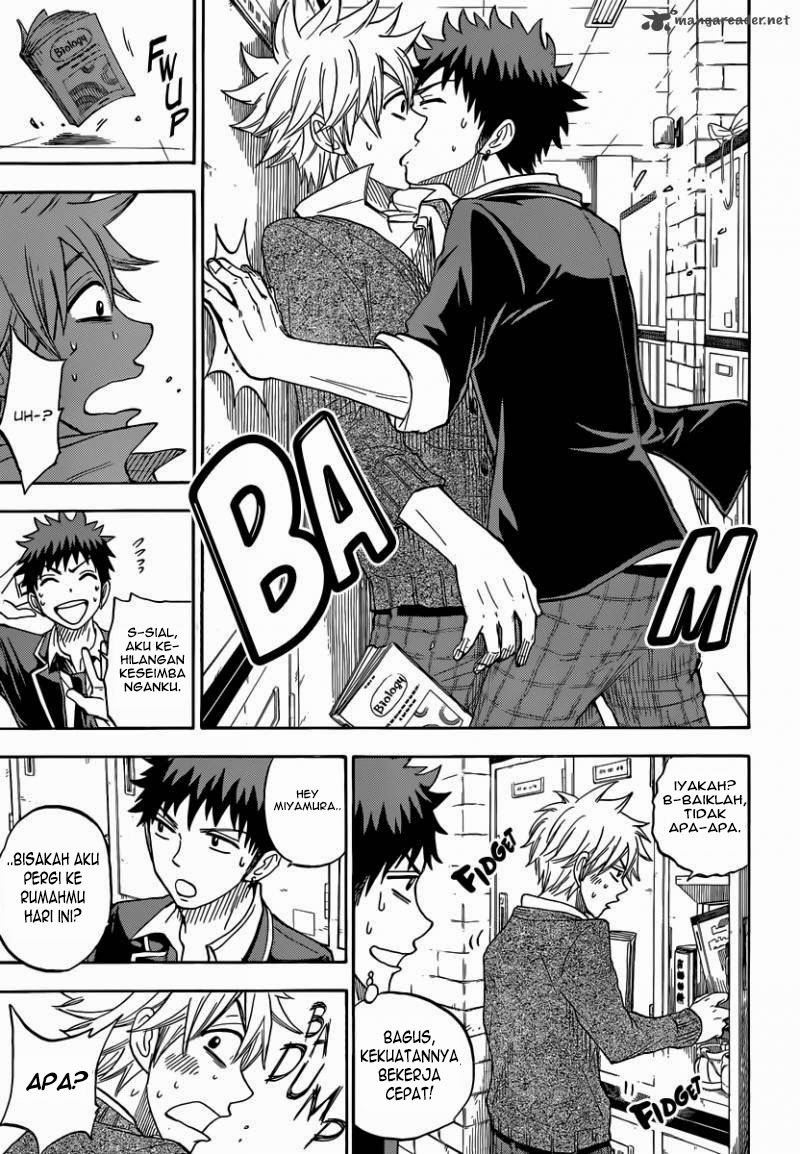 6
mangareader.net
BA
M
Biology
Biology
FWUP
UH-?
S-SIAL,
AKU KE-
HILANGAN
KESEIMBA
NGANKU.
IYAKAH?
B-BAIKLAH,
TIDAK
APA-APA.
FIDGET
FIDGET
BAGUS,
KEKUATANNYA
BEKERJA
CEPAT!
HEY
MIYAMURA..
..BISAKAH AKU
PERGI KE
RUMAHMU
HARI INI?
BA
DUMP
APA?